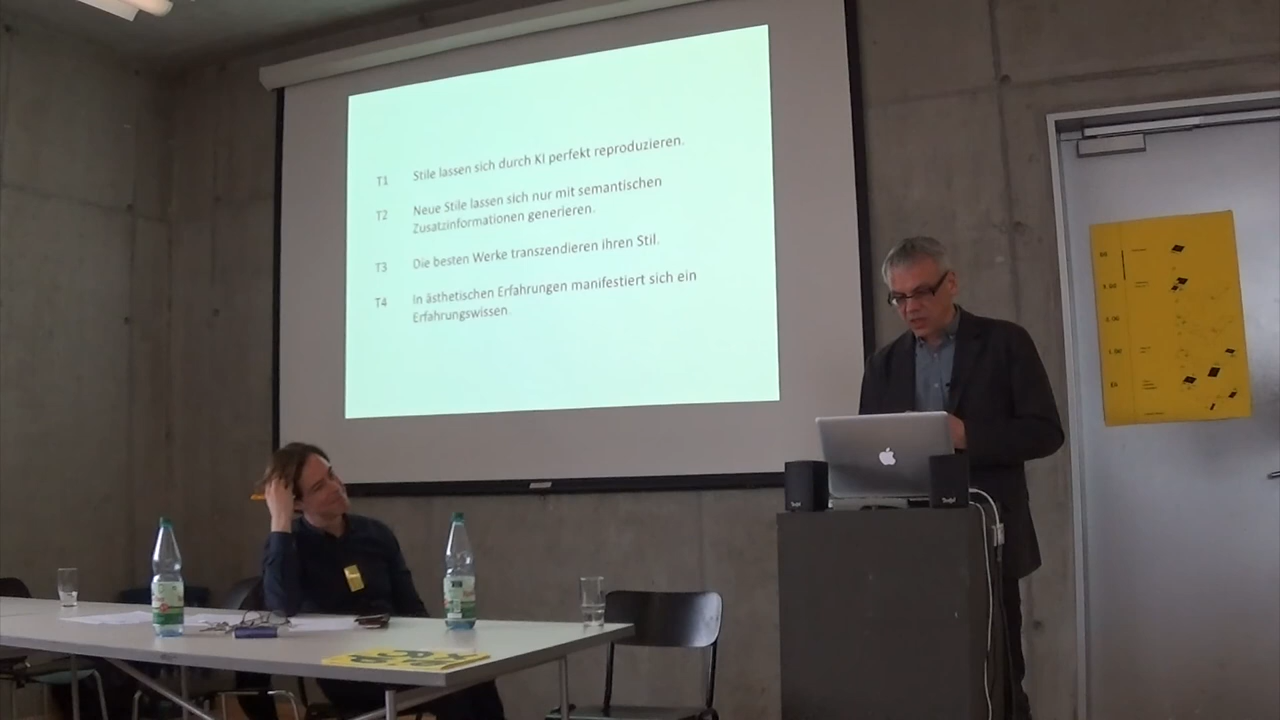 T1 Stile lassen sich durch KI perfekt reproduzieren.
T2 Neue Stile lassen sich nur mit semantischen
Zusatzinformationen generieren.
T3 Die besten Werke transzendieren ihren Stil.
T4 In ästhetischen Erfahrungen manifestiert sich ein
Erfahrungswissen.